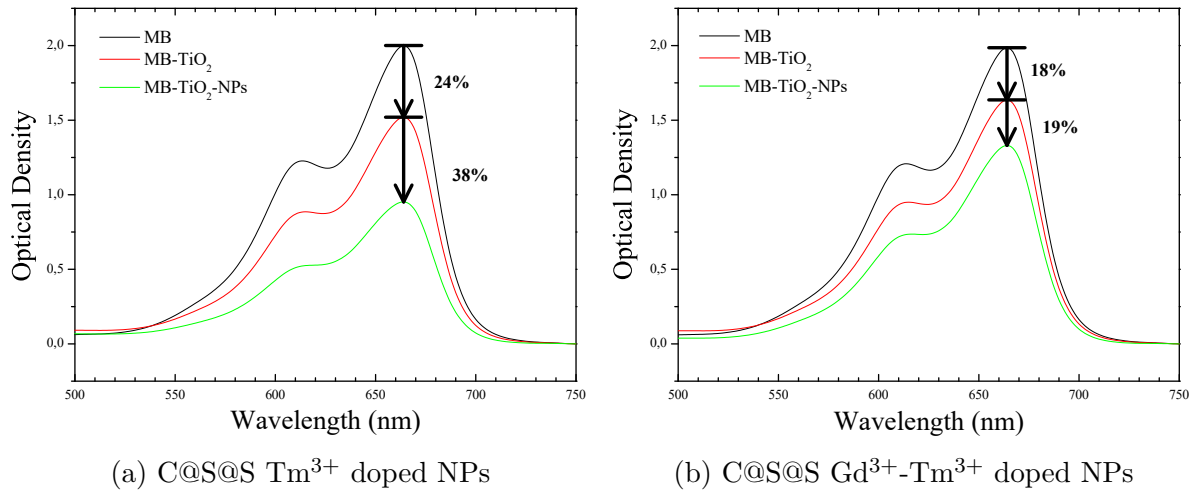 MB
MB-TiO₂
MB-TiO₂-NPs
24%
38%
2,0
1,5
1,0
0,5
0,0
Optical Density
500 550 600 650 700 750
Wavelength (nm)
(a) C@S@S Tm³⁺ doped NPs
MB
MB-TiO₂
MB-TiO₂-NPs
18%
19%
2,0
1,5
1,0
0,5
0,0
Optical Density
500 550 600 650 700 750
Wavelength (nm)
(b) C@S@S Gd³⁺-Tm³⁺ doped NPs